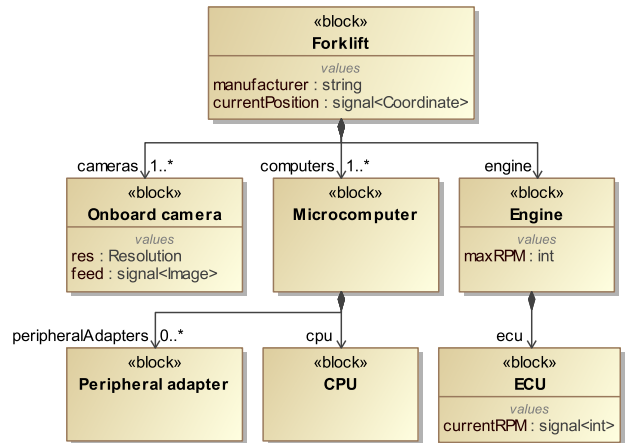 «block»
Forklift
values
manufacturer : string
currentPosition : signal<Coordinate>
cameras 1..*
computers 1..*
engine
«block»
Onboard camera
values
res : Resolution
feed : signal<Image>
«block»
Microcomputer
«block»
Engine
values
maxRPM : int
peripheralAdapters 0..*
cpu
ecu
«block»
Peripheral adapter
«block»
CPU
«block»
ECU
values
currentRPM : signal<int>